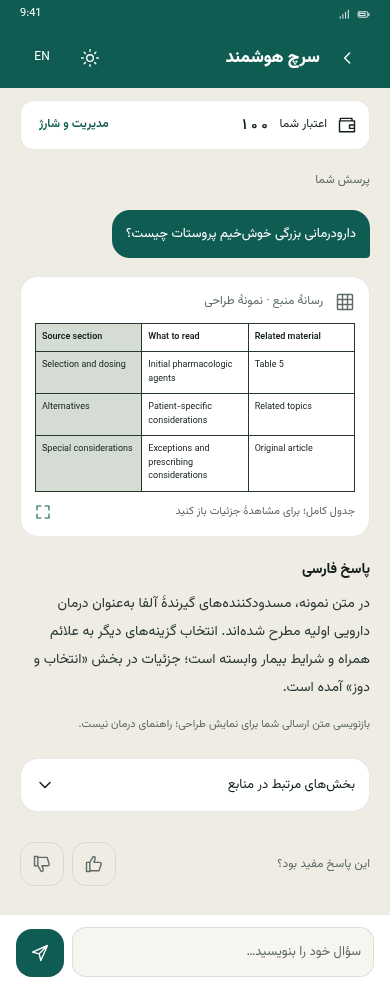 9:41
سرچ هوشمند
EN
اعتبار شما ۱۰۰
مدیریت و شارژ
پرسش شما
دارودرمانی بزرگی خوش‌خیم پروستات چیست؟
رسانهٔ منبع · نمونهٔ طراحی
Source section What to read Related material
Selection and dosing Initial pharmacologic agents Table 5
Alternatives Patient-specific considerations Related topics
Special considerations Exceptions and prescribing considerations Original article
جدول کامل؛ برای مشاهدهٔ جزئیات باز کنید
پاسخ فارسی
در متن نمونه، مسدودکننده‌های گیرندهٔ آلفا به‌عنوان درمان
دارویی اولیه مطرح شده‌اند. انتخاب گزینه‌های دیگر به علائم
همراه و شرایط بیمار وابسته است؛ جزئیات در بخش «انتخاب و
دوز» آمده است.
بازنویسی متن ارسالی شما برای نمایش طراحی؛ راهنمای درمان نیست.
بخش‌های مرتبط در منابع
این پاسخ مفید بود؟
سؤال خود را بنویسید...